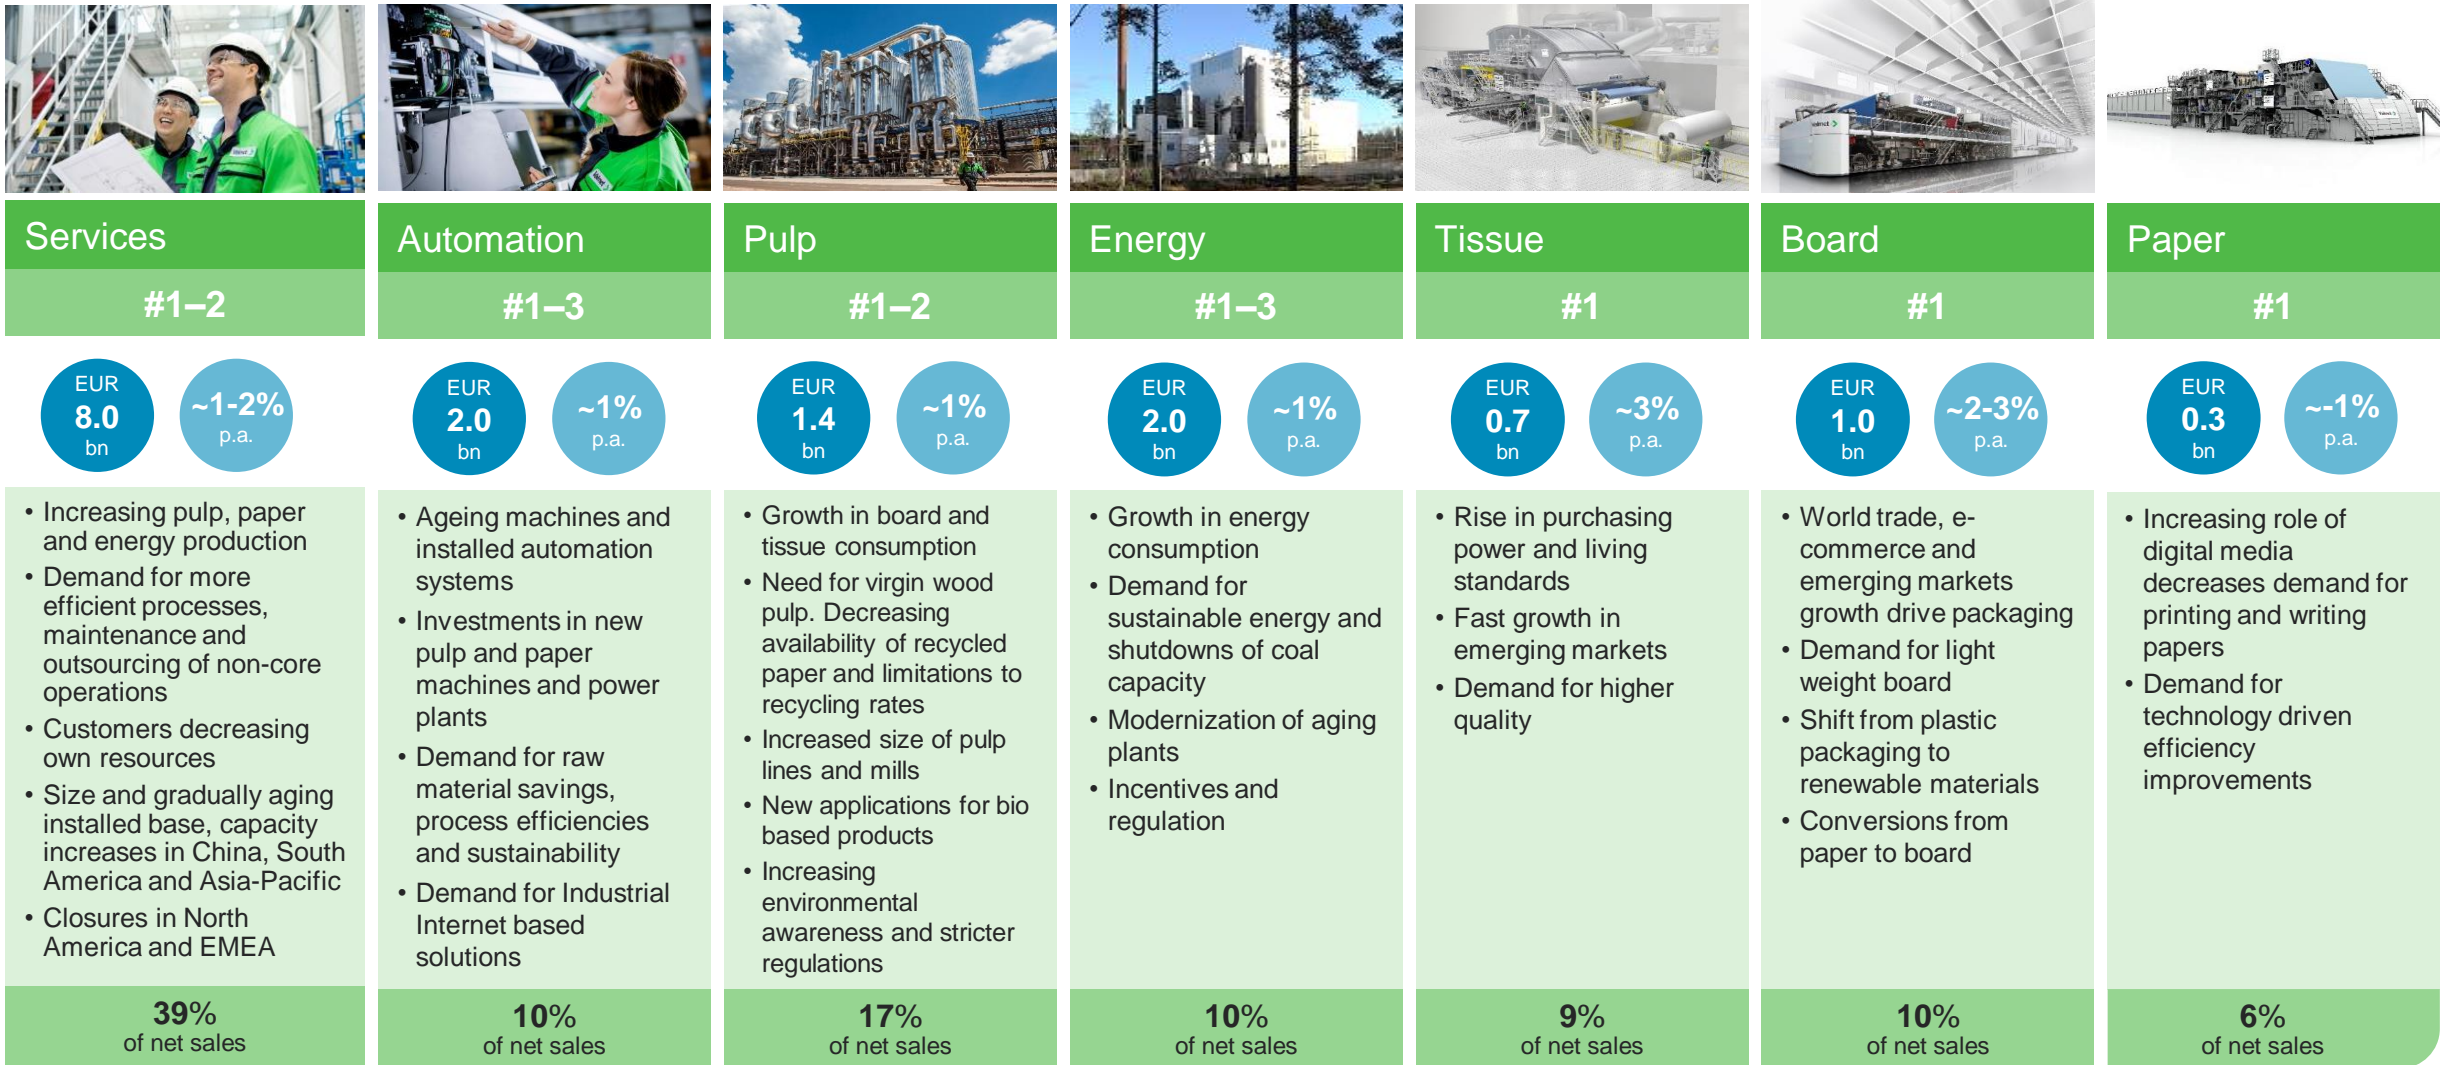 Valmet
Valmet
Valmet
Valmet
Services
#1–2
EUR
8.0
bn
~1-2%
p.a.
• Increasing pulp, paper
and energy production
• Demand for more
efficient processes,
maintenance and
outsourcing of non-core
operations
• Customers decreasing
own resources
• Size and gradually aging
installed base, capacity
increases in China, South
America and Asia-Pacific
• Closures in North
America and EMEA
39%
of net sales
Automation
#1–3
EUR
2.0
bn
~1%
p.a.
• Ageing machines and
installed automation
systems
• Investments in new
pulp and paper
machines and power
plants
• Demand for raw
material savings,
process efficiencies
and sustainability
• Demand for Industrial
Internet based
solutions
10%
of net sales
Pulp
#1–2
EUR
1.4
bn
~1%
p.a.
• Growth in board and
tissue consumption
• Need for virgin wood
pulp. Decreasing
availability of recycled
paper and limitations to
recycling rates
• Increased size of pulp
lines and mills
• New applications for bio
based products
• Increasing
environmental
awareness and stricter
regulations
17%
of net sales
Energy
#1–3
EUR
2.0
bn
~1%
p.a.
• Growth in energy
consumption
• Demand for
sustainable energy and
shutdowns of coal
capacity
• Modernization of aging
plants
• Incentives and
regulation
10%
of net sales
Tissue
#1
EUR
0.7
bn
~3%
p.a.
• Rise in purchasing
power and living
standards
• Fast growth in
emerging markets
• Demand for higher
quality
9%
of net sales
Board
#1
EUR
1.0
bn
~2-3%
p.a.
• World trade, e-
commerce and
emerging markets
growth drive packaging
• Demand for light
weight board
• Shift from plastic
packaging to
renewable materials
• Conversions from
paper to board
10%
of net sales
Paper
#1
EUR
0.3
bn
~-1%
p.a.
• Increasing role of
digital media
decreases demand for
printing and writing
papers
• Demand for
technology driven
efficiency
improvements
6%
of net sales